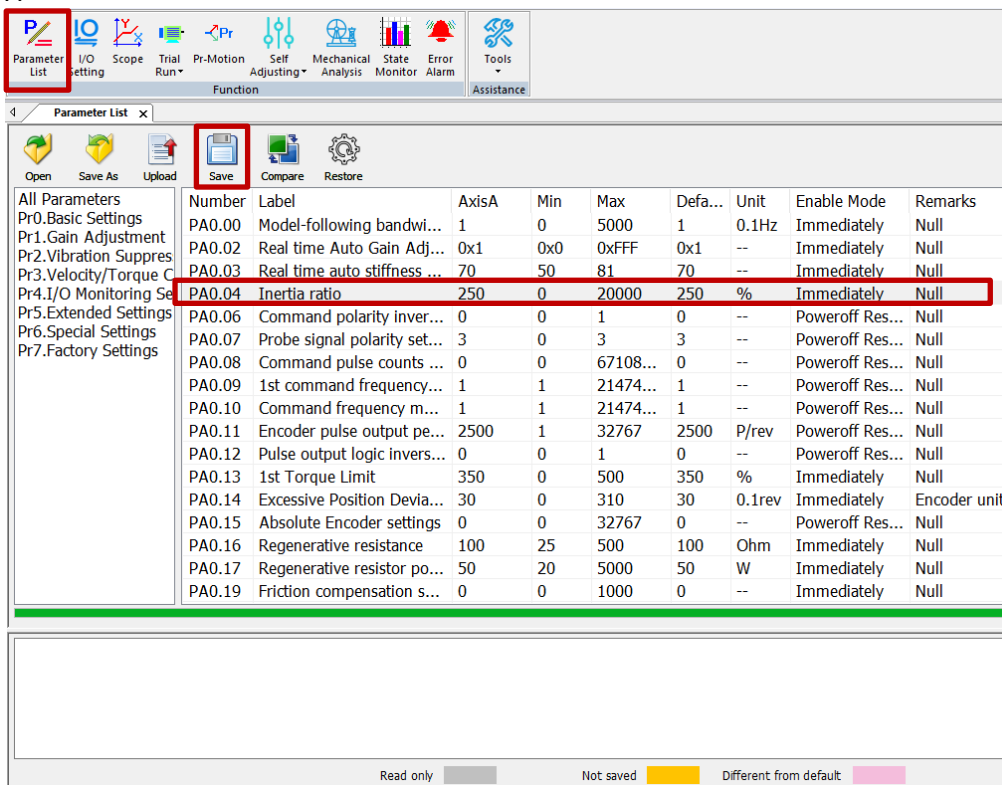 Parameter List
I/O Setting
Scope
Trial Run
Pr-Motion
Self Adjusting
Mechanical Analysis
State Monitor
Error Alarm
Tools
Function
Assistance
Parameter List x
Open Save As Upload Save Compare Restore
All Parameters
Pr0.Basic Settings
Pr1.Gain Adjustment
Pr2.Vibration Suppres
Pr3.Velocity/Torque C
Pr4.I/O Monitoring Se
Pr5.Extended Settings
Pr6.Special Settings
Pr7.Factory Settings
Number Label AxisA Min Max Defa... Unit Enable Mode Remarks
PA0.00 Model-following bandwi... 1 0 5000 1 0.1Hz Immediately Null
PA0.02 Real time Auto Gain Adj... 0x1 0x0 0xFFF 0x1 -- Immediately Null
PA0.03 Real time auto stiffness ... 70 50 81 70 -- Immediately Null
PA0.04 Inertia ratio 250 0 20000 250 % Immediately Null
PA0.06 Command polarity inver... 0 0 1 0 -- Poweroff Res... Null
PA0.07 Probe signal polarity set... 3 0 3 3 -- Poweroff Res... Null
PA0.08 Command pulse counts ... 0 0 67108... 0 -- Poweroff Res... Null
PA0.09 1st command frequency... 1 1 21474... 1 -- Poweroff Res... Null
PA0.10 Command frequency m... 1 1 21474... 1 -- Poweroff Res... Null
PA0.11 Encoder pulse output pe... 2500 1 32767 2500 P/rev Poweroff Res... Null
PA0.12 Pulse output logic invers... 0 0 1 0 -- Poweroff Res... Null
PA0.13 1st Torque Limit 350 0 500 350 % Immediately Null
PA0.14 Excessive Position Devia... 30 0 310 30 0.1rev Immediately Encoder unit
PA0.15 Absolute Encoder settings 0 0 32767 0 -- Poweroff Res... Null
PA0.16 Regenerative resistance 100 25 500 100 Ohm Immediately Null
PA0.17 Regenerative resistor po... 50 20 5000 50 W Immediately Null
PA0.19 Friction compensation s... 0 0 1000 0 -- Immediately Null
Read only Not saved Different from default